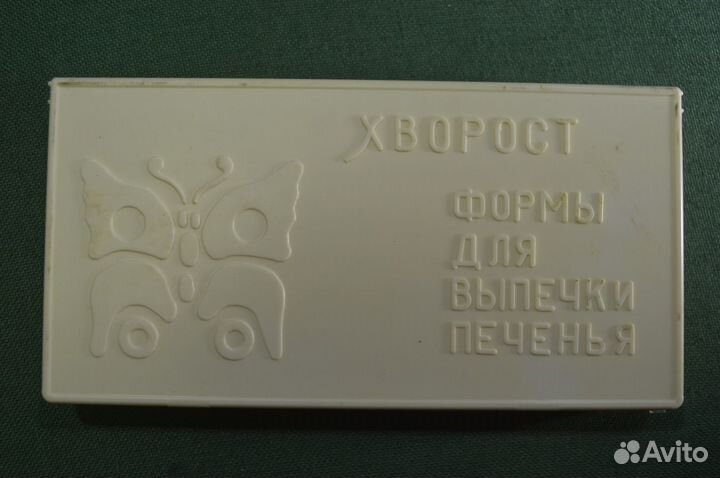 ХВОРОСТ
ФОРМЫ
ДЛЯ
ВЫПЕЧКИ
ПЕЧЕНЬЯ
Avito